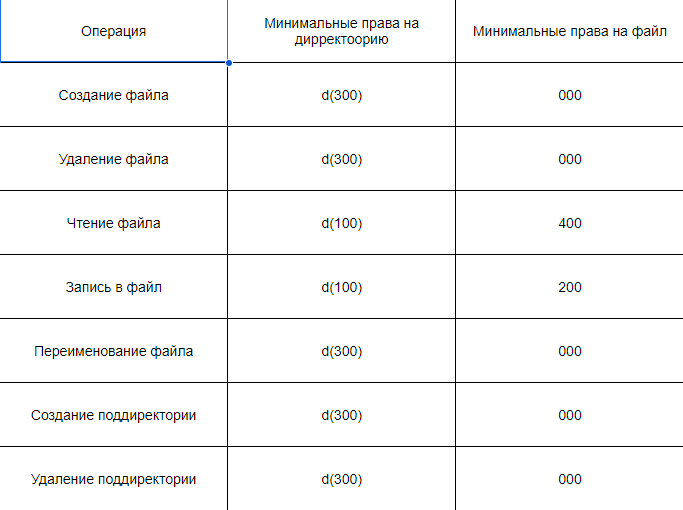 Операция
Минимальные права на
дирректоорию
Минимальные права на файл
Создание файла
d(300)
000
Удаление файла
d(300)
000
Чтение файла
d(100)
400
Запись в файл
d(100)
200
Переименование файла
d(300)
000
Создание поддиректории
d(300)
000
Удаление поддиректории
d(300)
000